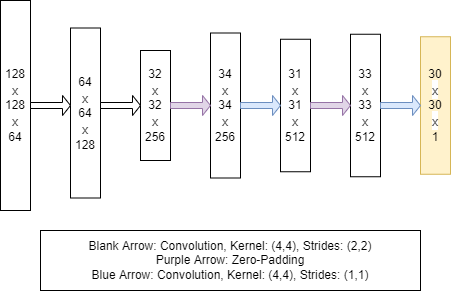 128
x
128
x
64
64
x
64
x
128
32
x
32
x
256
34
x
34
x
256
31
x
31
x
512
33
x
33
x
512
30
x
30
x
1
Blank Arrow: Convolution, Kernel: (4,4), Strides: (2,2)
Purple Arrow: Zero-Padding
Blue Arrow: Convolution, Kernel: (4,4), Strides: (1,1)